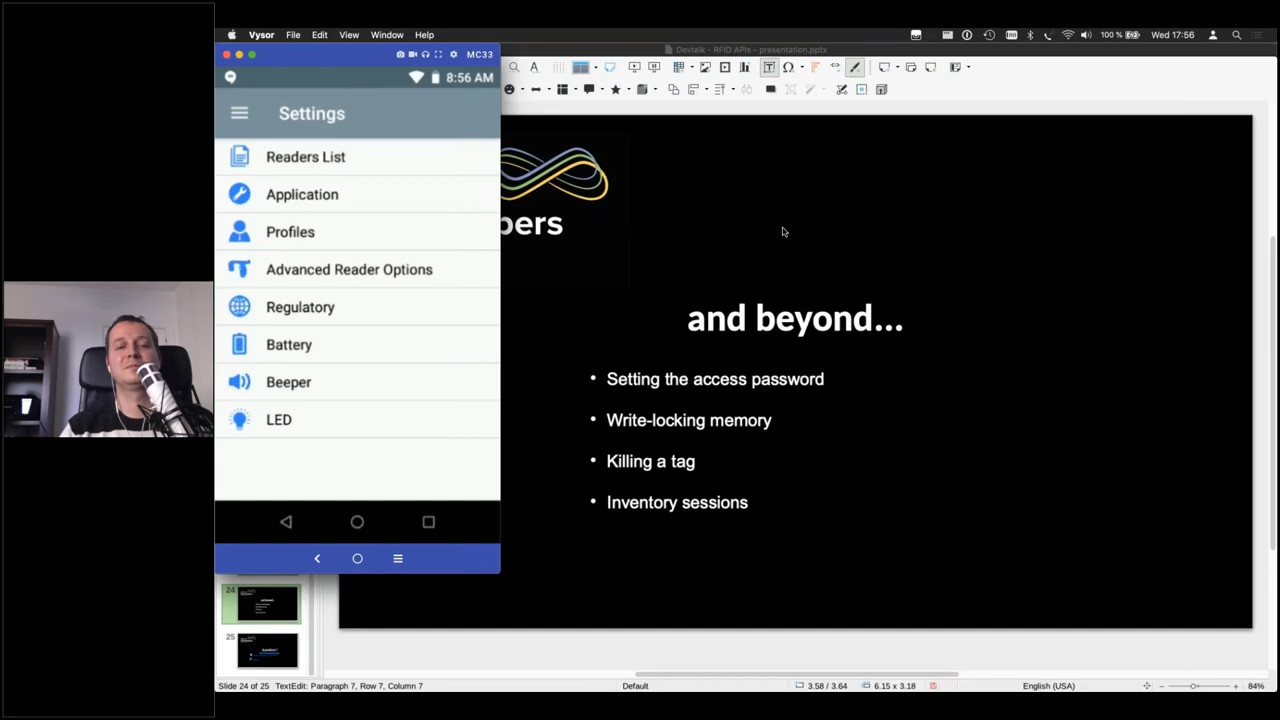 Vysor File Edit View Window Help
100 % Wed 17:56
MC33
Devtalk - RFID APIs - presentation.pptx
8:56 AM
Settings
Readers List
Application
Profiles
Advanced Reader Options
Regulatory
Battery
Beeper
LED
pers
and beyond...
• Setting the access password
• Write-locking memory
• Killing a tag
• Inventory sessions
24
25
Slide 24 of 25 TextEdit: Paragraph 7, Row 7, Column 7 Default 3.58 / 3.64 6.15 x 3.18 English (USA) 84%